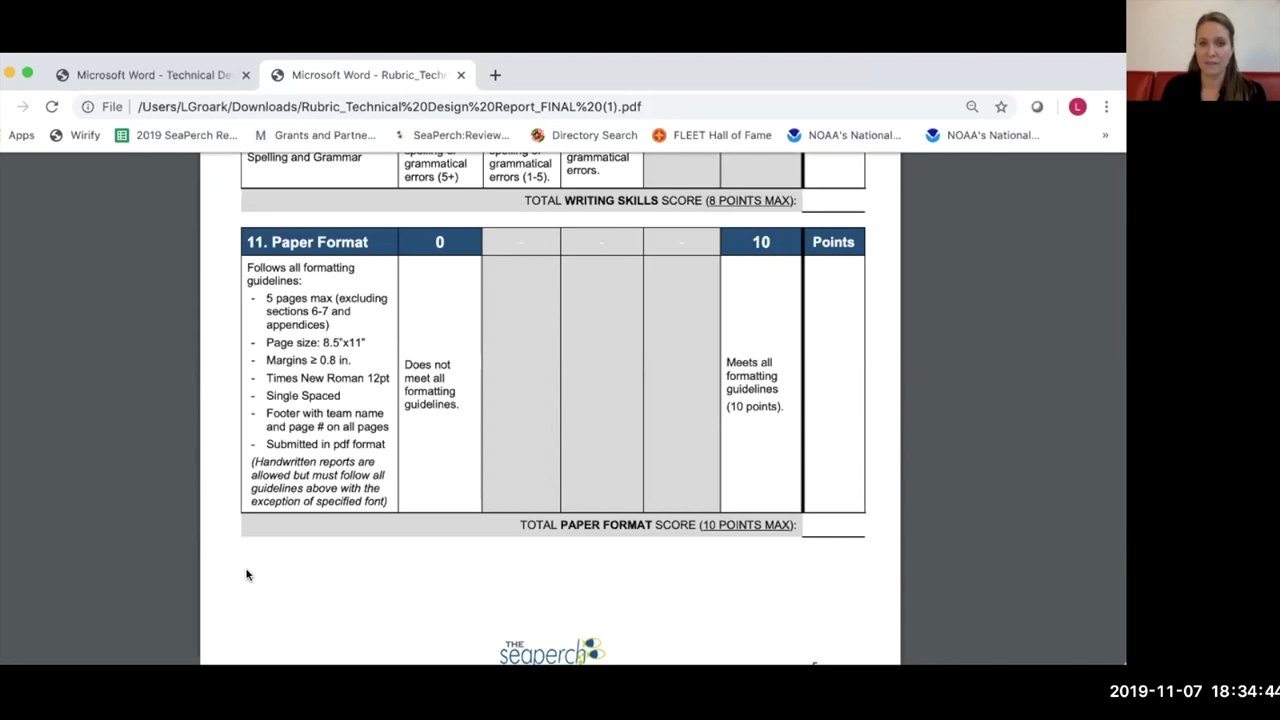 Microsoft Word - Technical De
Microsoft Word - Rubric_Techn
File
/Users/LGroark/Downloads/Rubric_Technical%20Design%20Report_FINAL%20(1).pdf
L
Apps
Wirify
2019 SeaPerch Re...
Grants and Partne...
SeaPerch:Review...
Directory Search
FLEET Hall of Fame
NOAA's National...
NOAA's National...
»
Spelling and Grammar
grammatical
errors (5+)
grammatical
errors (1-5).
grammatical
errors.
TOTAL WRITING SKILLS SCORE (8 POINTS MAX):
11. Paper Format
0
-
-
-
10
Points
Follows all formatting
guidelines:
- 5 pages max (excluding
sections 6-7 and
appendices)
- Page size: 8.5”x11”
- Margins ≥ 0.8 in.
- Times New Roman 12pt
- Single Spaced
- Footer with team name
and page # on all pages
- Submitted in pdf format
(Handwritten reports are
allowed but must follow all
guidelines above with the
exception of specified font)
Does not
meet all
formatting
guidelines.
Meets all
formatting
guidelines
(10 points).
TOTAL PAPER FORMAT SCORE (10 POINTS MAX):
THE
seaperch
2019-11-07 18:34:44